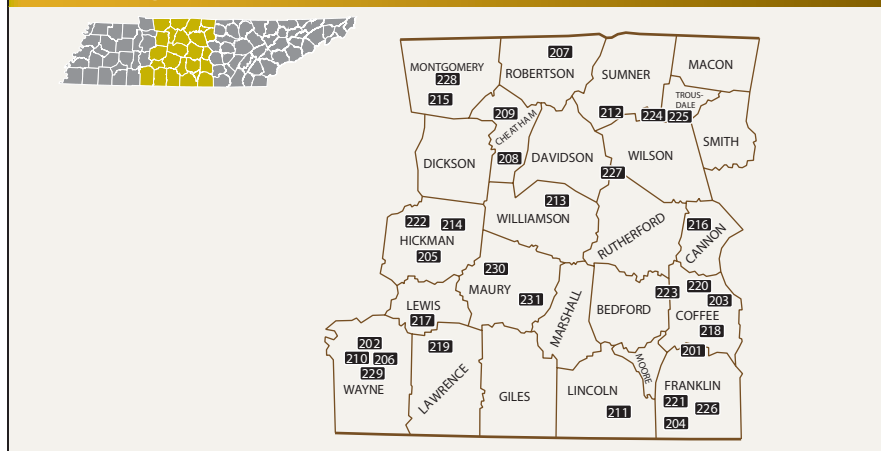 207
MONTGOMERY
ROBERTSON
SUMNER
MACON
228
215
209
212
224
TROUS-
DALE
225
CHEATHAM
SMITH
208
DICKSON
DAVIDSON
WILSON
227
213
WILLIAMSON
222
214
HICKMAN
205
RUTHERFORD
216
CANNON
230
MAURY
231
220
223
203
LEWIS
217
MARSHALL
BEDFORD
COFFEE
218
202
219
201
210
206
229
WAYNE
LAWRENCE
GILES
LINCOLN
211
MOORE
FRANKLIN
221
226
204